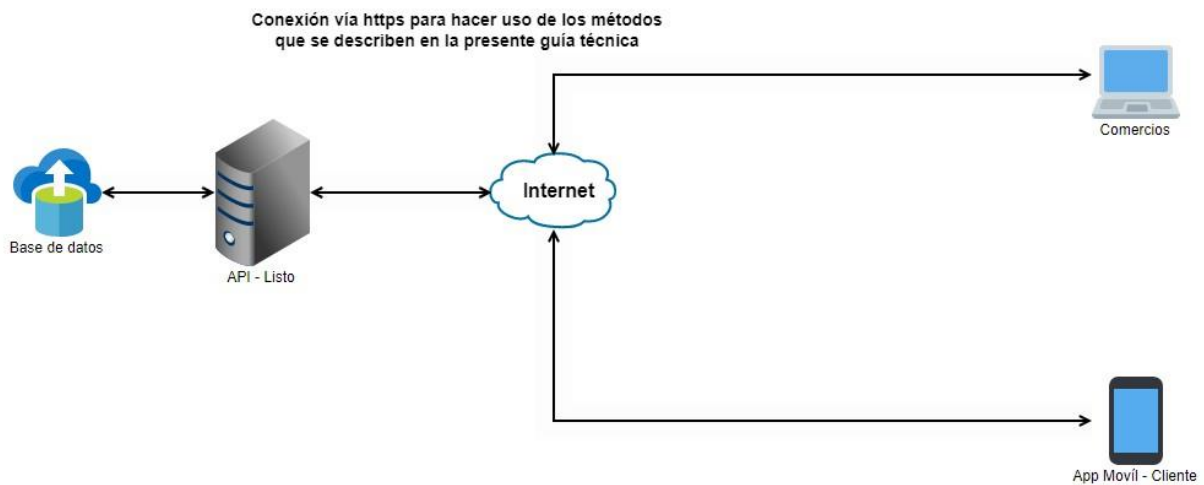 Conexión vía https para hacer uso de los métodos
que se describen en la presente guía técnica
Comercios
Internet
Base de datos
API - Listo
App Movíl - Cliente